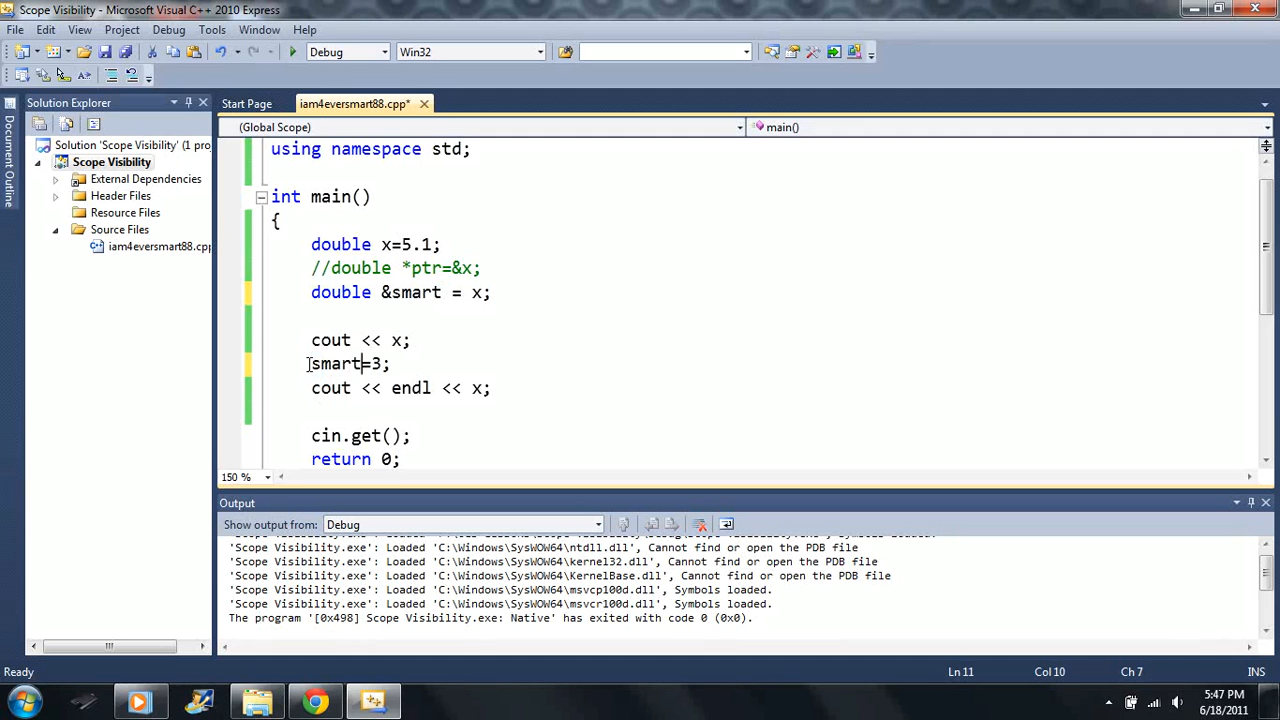 Scope Visibility - Microsoft Visual C++ 2010 Express
File Edit View Project Debug Tools Window Help
Debug Win32
Solution Explorer
Start Page iam4eversmart88.cpp*
Document Outline
(Global Scope) main()
Solution 'Scope Visibility' (1 proj
Scope Visibility
External Dependencies
Header Files
Resource Files
Source Files
iam4eversmart88.cpp
using namespace std;
int main()
{
double x=5.1;
//double *ptr=&x;
double &smart = x;
cout << x;
smart=3;
cout << endl << x;
cin.get();
return 0;
150 %
Output
Show output from: Debug
'Scope Visibility.exe': Loaded 'C:\Windows\SysWOW64\ntdll.dll', Cannot find or open the PDB file
'Scope Visibility.exe': Loaded 'C:\Windows\SysWOW64\kernel32.dll', Cannot find or open the PDB file
'Scope Visibility.exe': Loaded 'C:\Windows\SysWOW64\KernelBase.dll', Cannot find or open the PDB file
'Scope Visibility.exe': Loaded 'C:\Windows\SysWOW64\msvcp100d.dll', Symbols loaded.
'Scope Visibility.exe': Loaded 'C:\Windows\SysWOW64\msvcr100d.dll', Symbols loaded.
The program '[0x498] Scope Visibility.exe: Native' has exited with code 0 (0x0).
Ready Ln 11 Col 10 Ch 7 INS
5:47 PM
6/18/2011